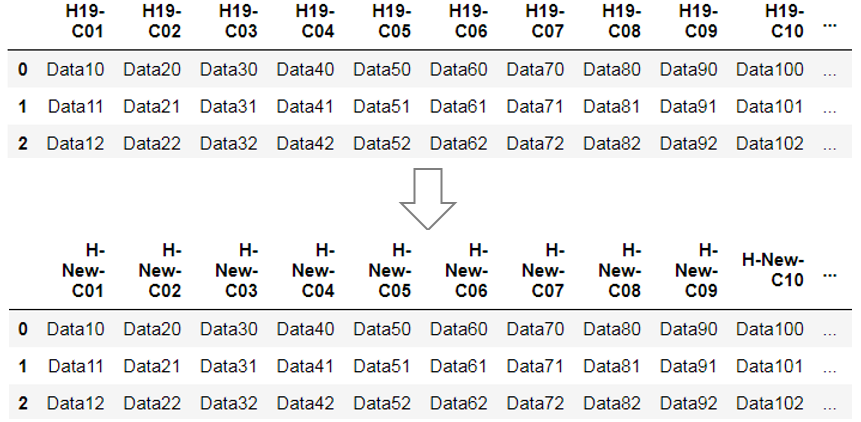 H19- H19- H19- H19- H19- H19- H19- H19- H19- H19- ...
C01 C02 C03 C04 C05 C06 C07 C08 C09 C10
0 Data10 Data20 Data30 Data40 Data50 Data60 Data70 Data80 Data90 Data100 ...
1 Data11 Data21 Data31 Data41 Data51 Data61 Data71 Data81 Data91 Data101 ...
2 Data12 Data22 Data32 Data42 Data52 Data62 Data72 Data82 Data92 Data102 ...
H- H- H- H- H- H- H- H- H- H-New- ...
New- New- New- New- New- New- New- New- New- C10
C01 C02 C03 C04 C05 C06 C07 C08 C09
0 Data10 Data20 Data30 Data40 Data50 Data60 Data70 Data80 Data90 Data100 ...
1 Data11 Data21 Data31 Data41 Data51 Data61 Data71 Data81 Data91 Data101 ...
2 Data12 Data22 Data32 Data42 Data52 Data62 Data72 Data82 Data92 Data102 ...